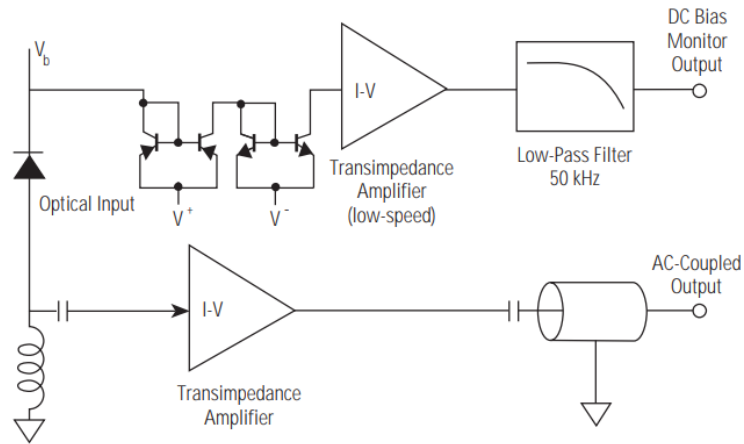 DC Bias
Monitor
Output
V_b
I-V
Low-Pass Filter
50 kHz
Transimpedance
Amplifier
(low-speed)
Optical Input
V+
V-
AC-Coupled
Output
I-V
Transimpedance
Amplifier